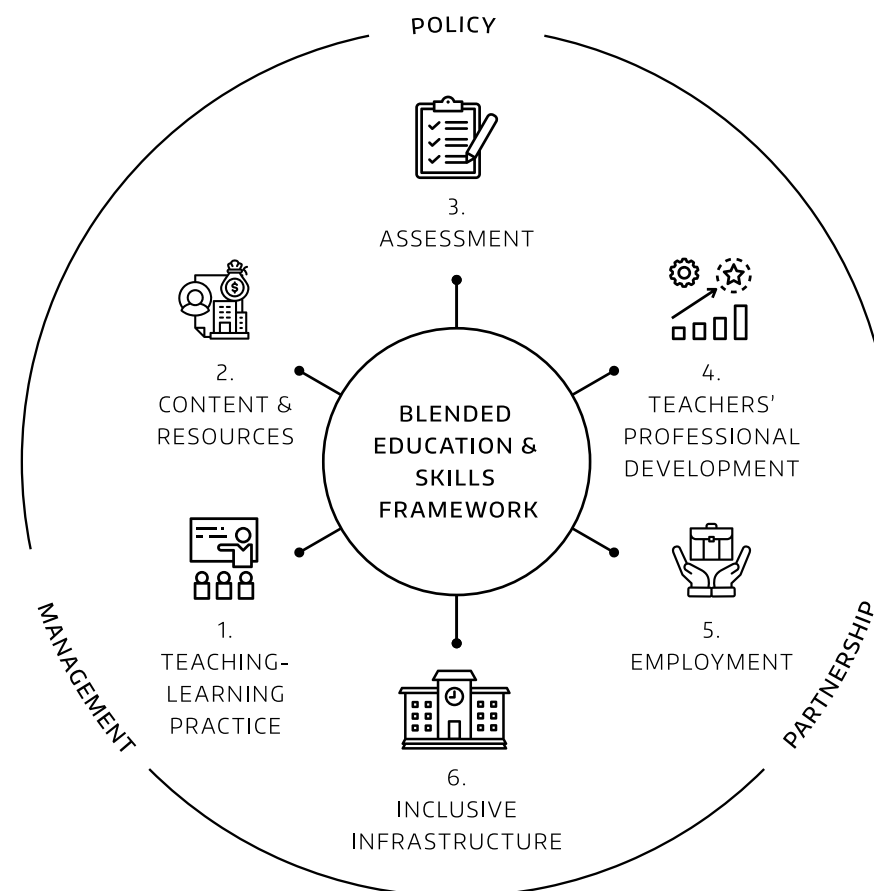 POLICY
3.
ASSESSMENT
2.
CONTENT &
RESOURCES
4.
TEACHERS’
PROFESSIONAL
DEVELOPMENT
BLENDED
EDUCATION &
SKILLS
FRAMEWORK
1.
TEACHING-
LEARNING
PRACTICE
5.
EMPLOYMENT
MANAGEMENT
PARTNERSHIP
6.
INCLUSIVE
INFRASTRUCTURE